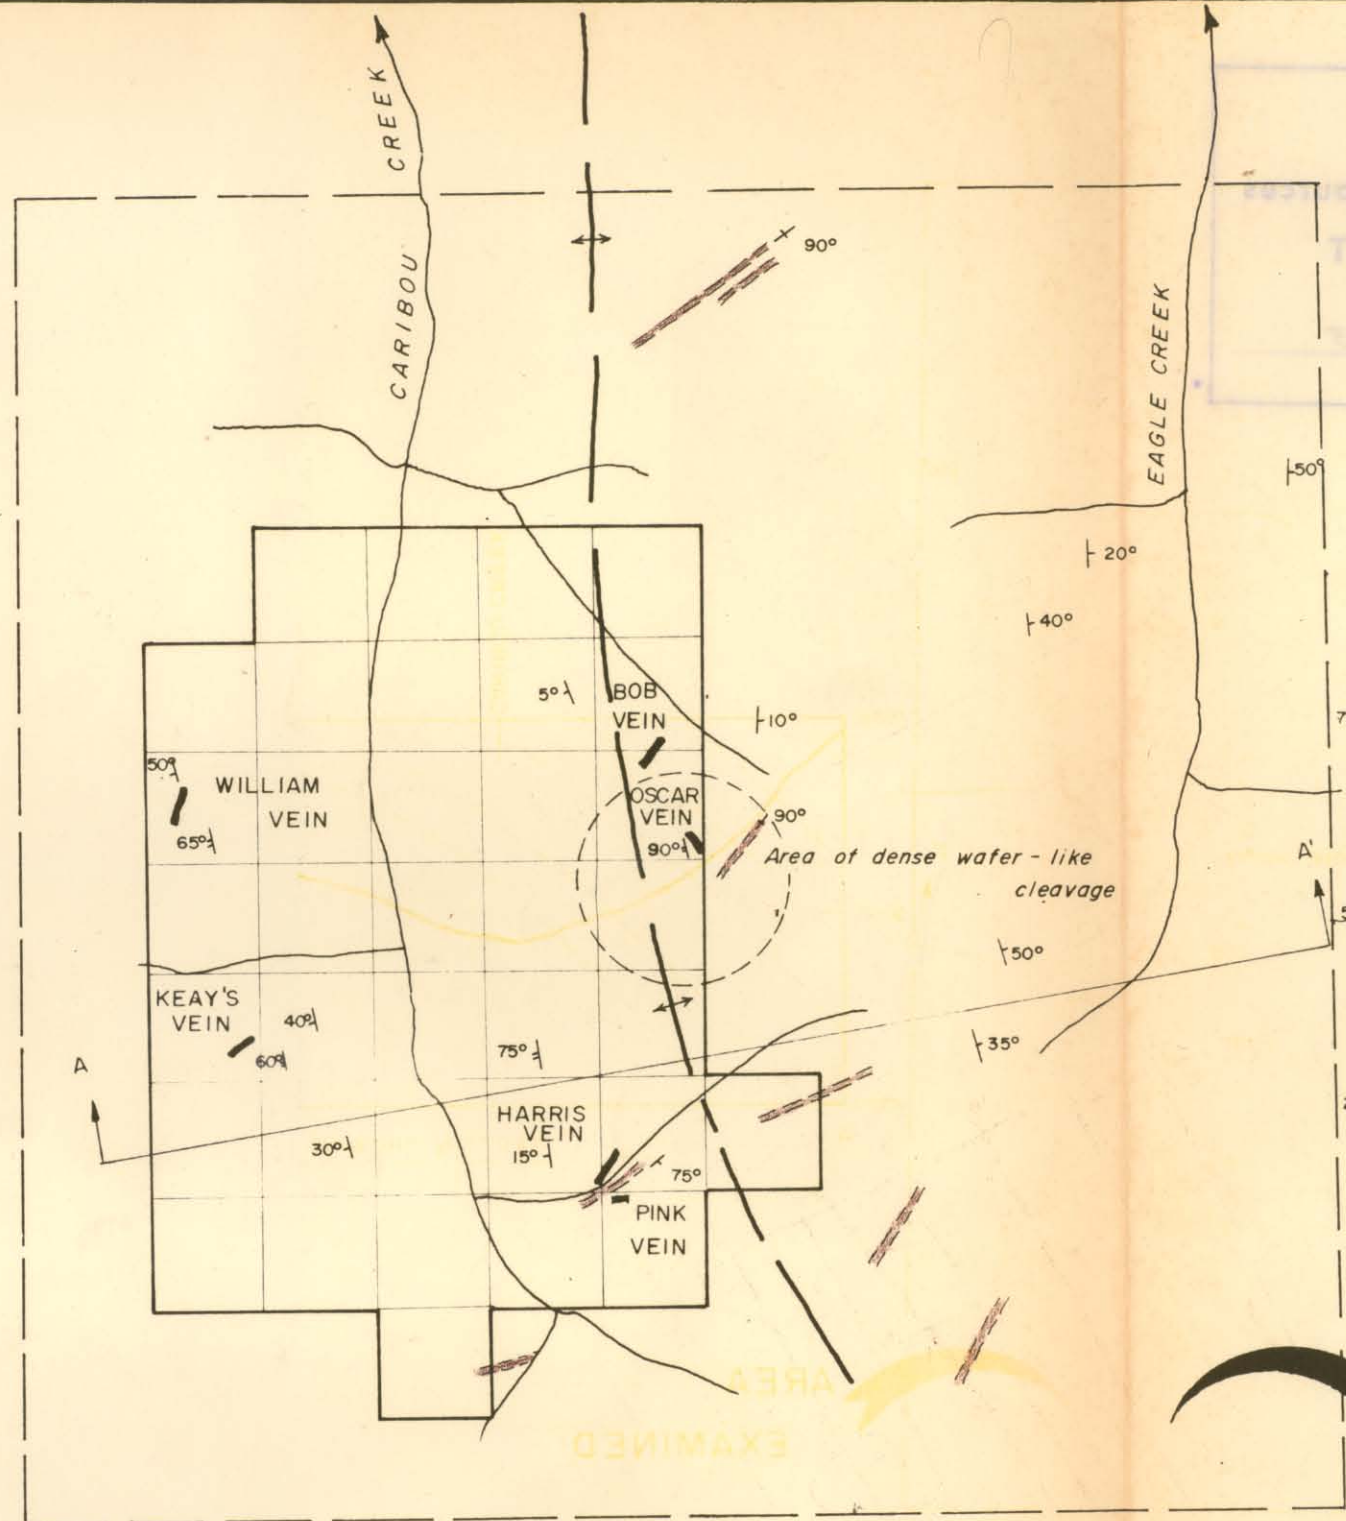 CARIBOU CREEK
90°
EAGLE CREEK
50°
20°
40°
5°
BOB
VEIN
10°
50°
WILLIAM
VEIN
65°
OSCAR
VEIN
90°
90°
Area of dense wafer-like
cleavage
A'
50°
KEAY'S
VEIN
40°
60°
75°
35°
A
HARRIS
VEIN
30°
15°
75°
PINK
VEIN
AREA
EXAMINED